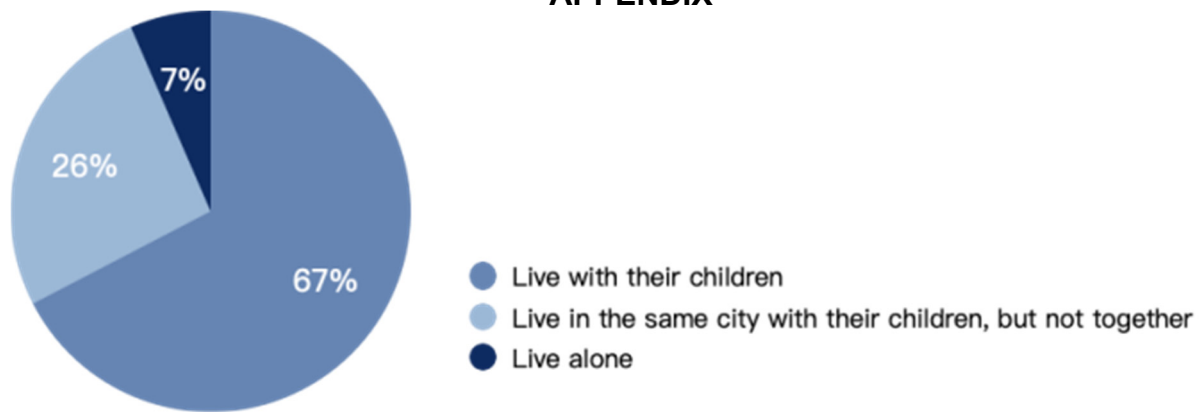 APPENDIX
7%
26%
67%
Live with their children
Live in the same city with their children, but not together
Live alone